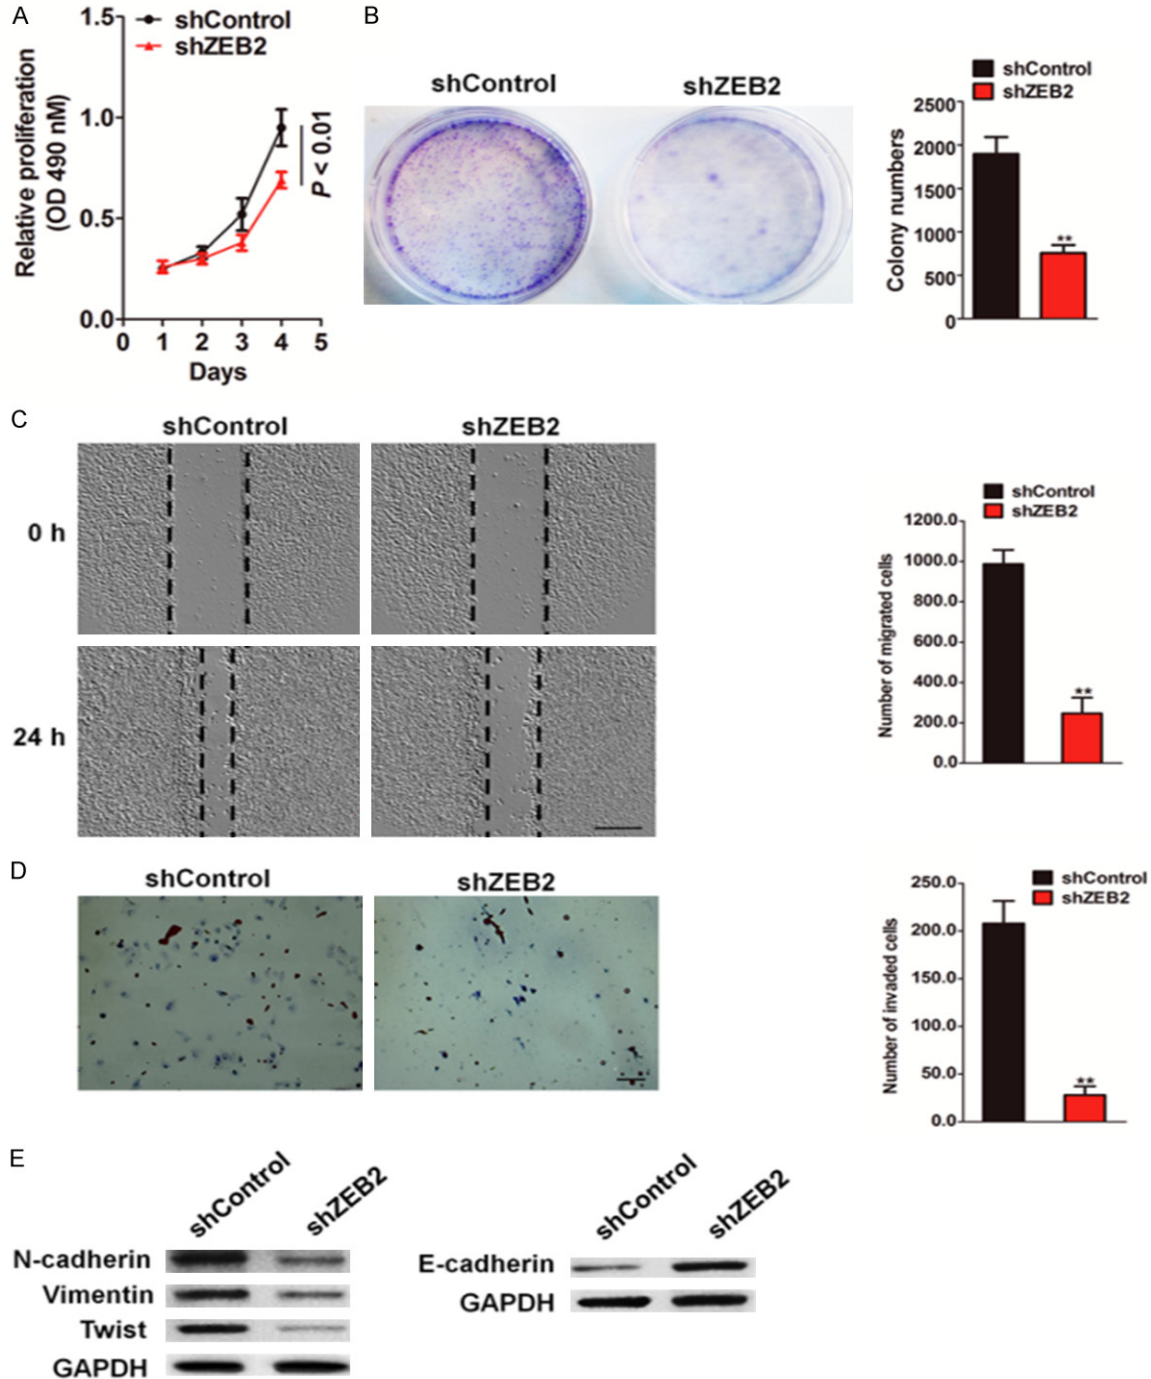 A
1.5
shControl
shZEB2
1.0
0.5
0.0
Relative proliferation
(OD 490 nM)
P < 0.01
0 1 2 3 4 5
Days
B
shControl shZEB2
shControl
shZEB2
2500
2000
1500
1000
500
0
Colony numbers
**
C
shControl shZEB2
0 h
24 h
shControl
shZEB2
1200.0
1000.0
800.0
600.0
400.0
200.0
0.0
Number of migrated cells
**
D
shControl shZEB2
shControl
shZEB2
250.0
200.0
150.0
100.0
50.0
0.0
Number of invaded cells
**
E
shControl shZEB2
N-cadherin
Vimentin
Twist
GAPDH
shControl shZEB2
E-cadherin
GAPDH